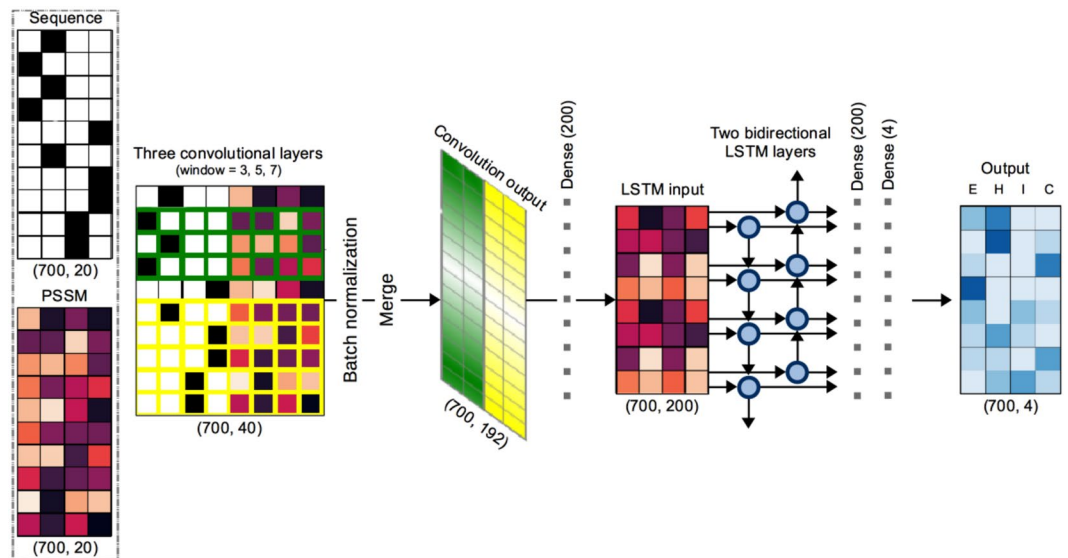 Sequence
(700, 20)
PSSM
(700, 20)
Three convolutional layers
(window = 3, 5, 7)
(700, 40)
Batch normalization
Merge
Convolution output
(700, 192)
Dense (200)
LSTM input
(700, 200)
Two bidirectional
LSTM layers
Dense (200)
Dense (4)
Output
E H I C
(700, 4)